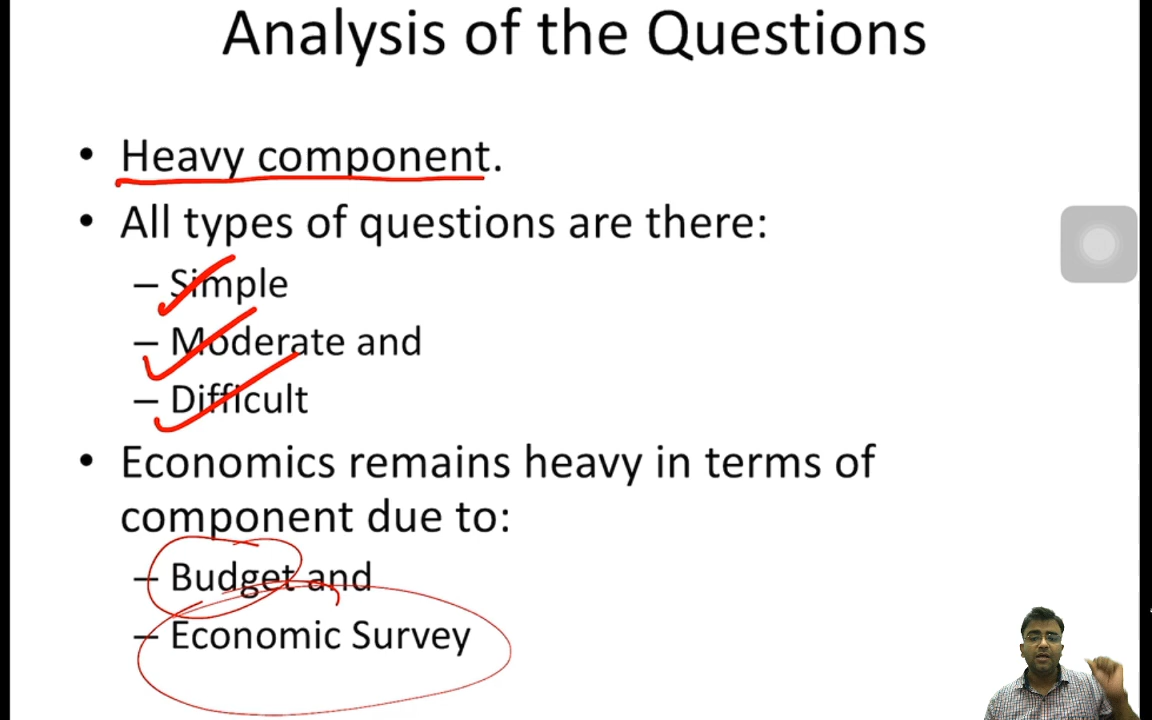 Analysis of the Questions
• Heavy component.
• All types of questions are there:
– Simple
– Moderate and
– Difficult
• Economics remains heavy in terms of
component due to:
– Budget and
– Economic Survey